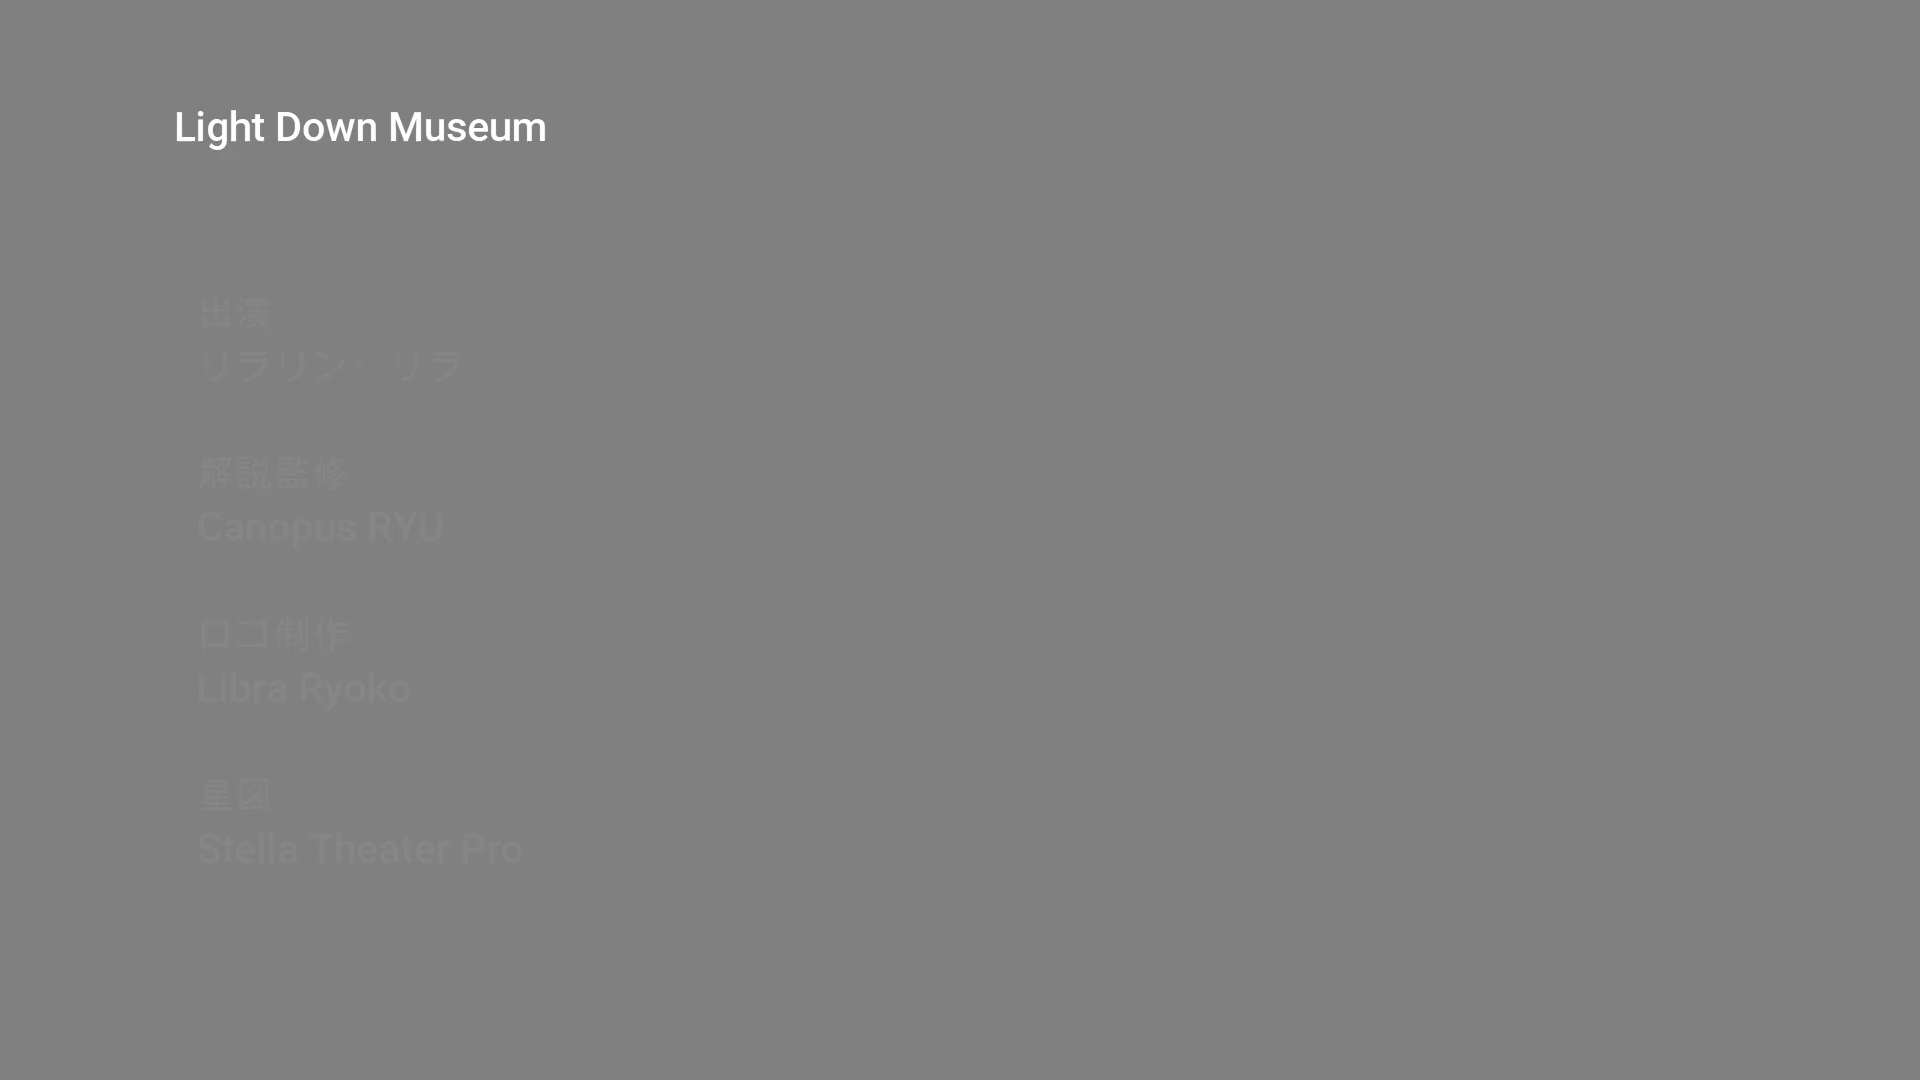 Light Down Museum
出演
リラリン、リラ
解説監修
Canopus RYU
ロゴ制作
Libra Ryoko
星図
Stella Theater Pro